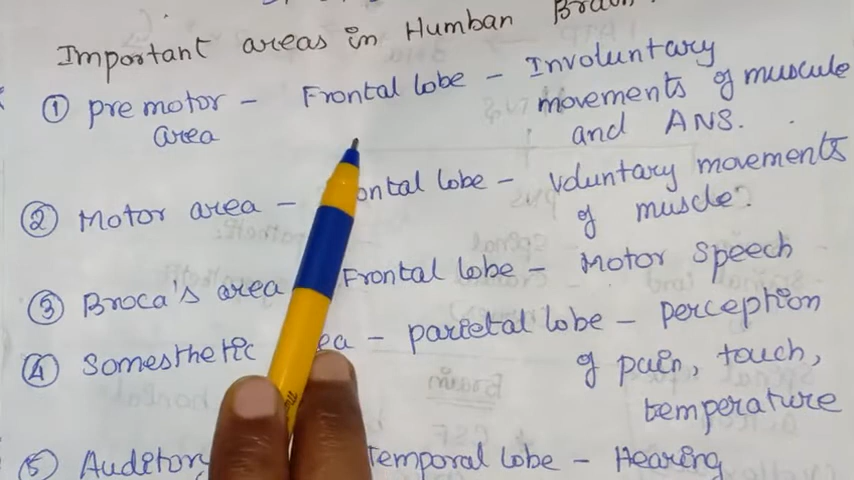 Important areas in Humban Brain.
① premotor - Frontal lobe - Involuntary
area movements of muscule
and ANS.
② Motor area - ontal lobe - voluntary movements
of muscle.
③ Broca's area Frontal lobe - Motor speech
④ Somesthetic ea - parietal lobe - perception
of pain, touch,
temperature
⑤ Auditory Temporal lobe - Hearing